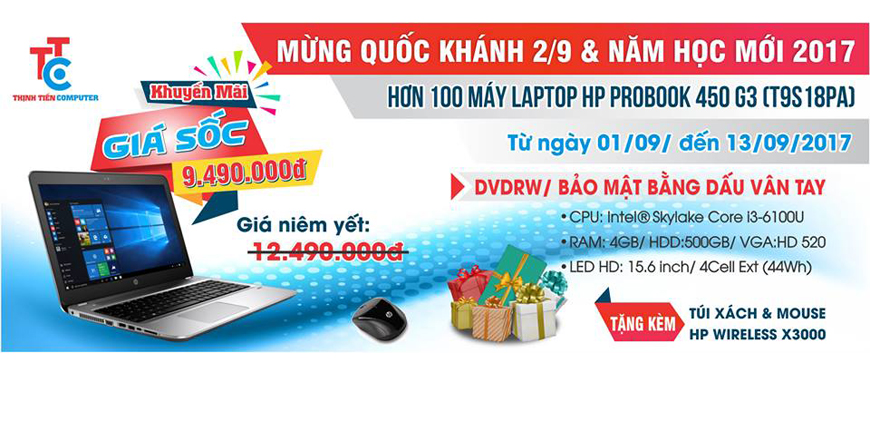 TTC
THỊNH TIẾN COMPUTER
MỪNG QUỐC KHÁNH 2/9 & NĂM HỌC MỚI 2017
HƠN 100 MÁY LAPTOP HP PROBOOK 450 G3 (T9S18PA)
Từ ngày 01/09/ đến 13/09/2017
Khuyến Mãi
GIÁ SỐC
9.490.000đ
Giá niêm yết:
12.490.000đ
DVDRW/ BẢO MẬT BẰNG DẤU VÂN TAY
• CPU: Intel® Skylake Core i3-6100U
• RAM: 4GB/ HDD:500GB/ VGA:HD 520
• LED HD: 15.6 inch/ 4Cell Ext (44Wh)
TẶNG KÈM
TÚI XÁCH & MOUSE
HP WIRELESS X3000